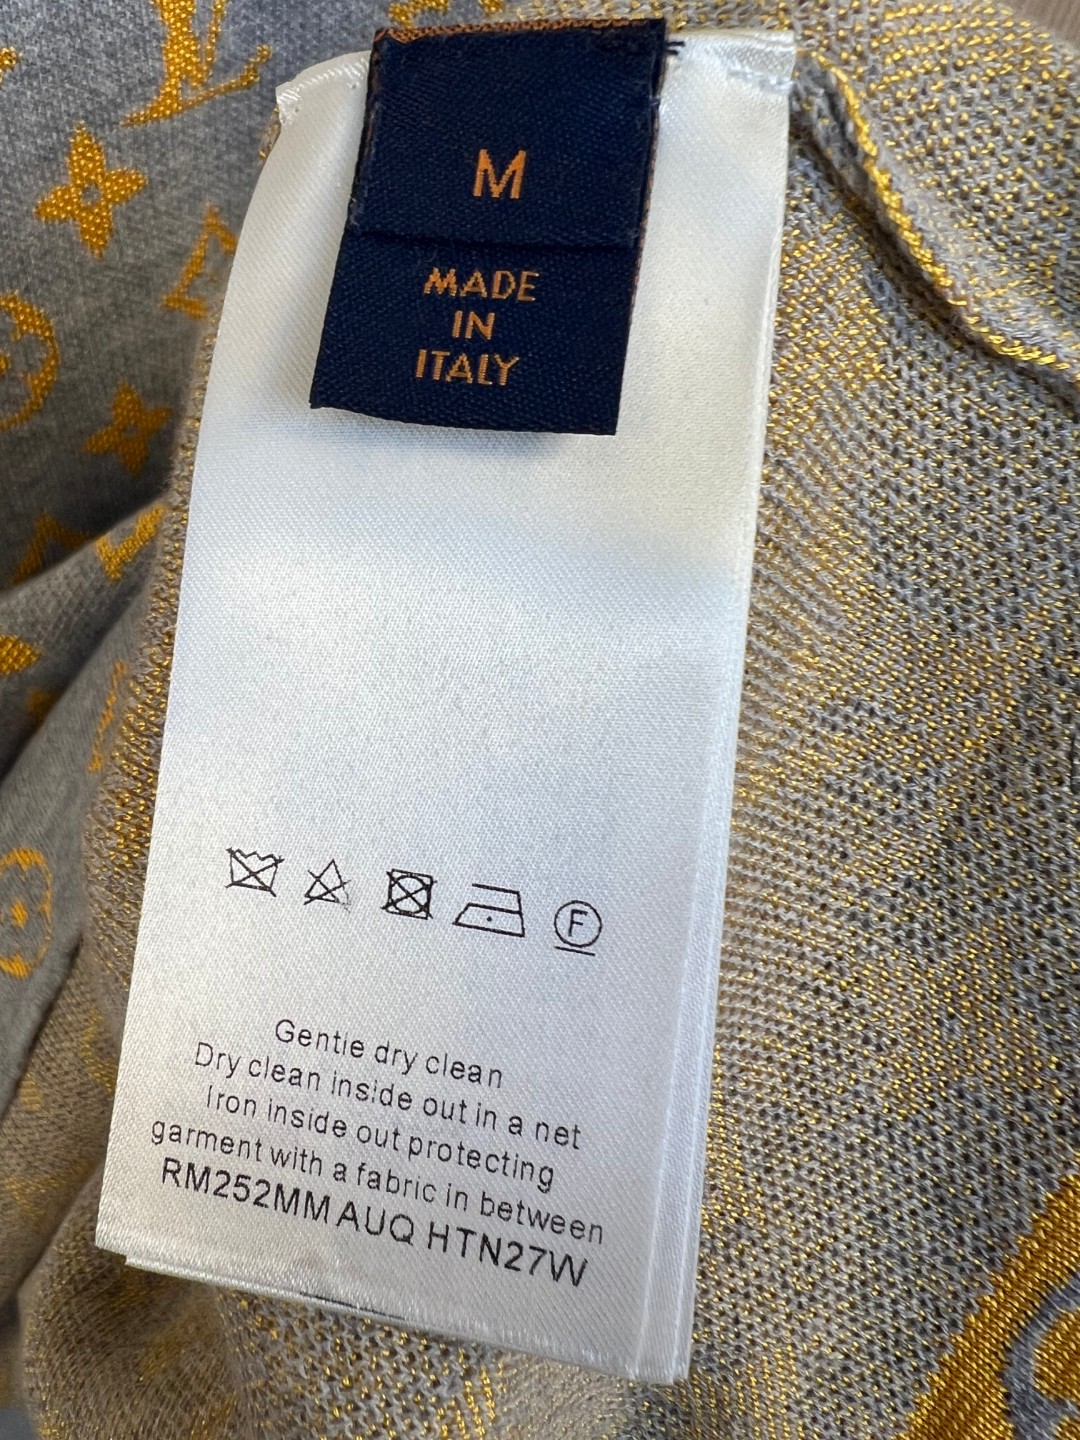 M
MADE
IN
ITALY
F
Gentle dry clean
Dry clean inside out in a net
Iron inside out protecting
garment with a fabric in between
RM252MM AUQ HTN27W